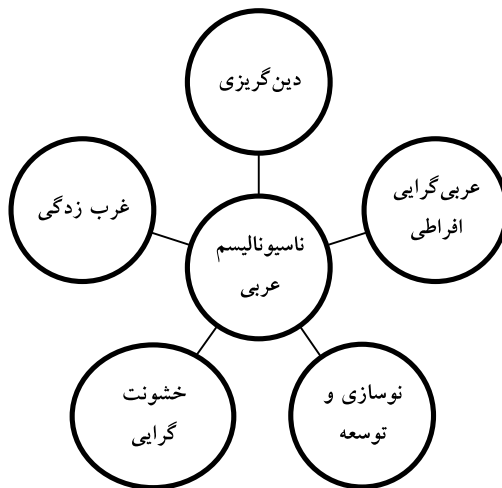 دین‌گریزی
عربی‌گرایی
افراطی
غرب زدگی
ناسیونالیسم
عربی
نوسازی و
توسعه
خشونت
گرایی